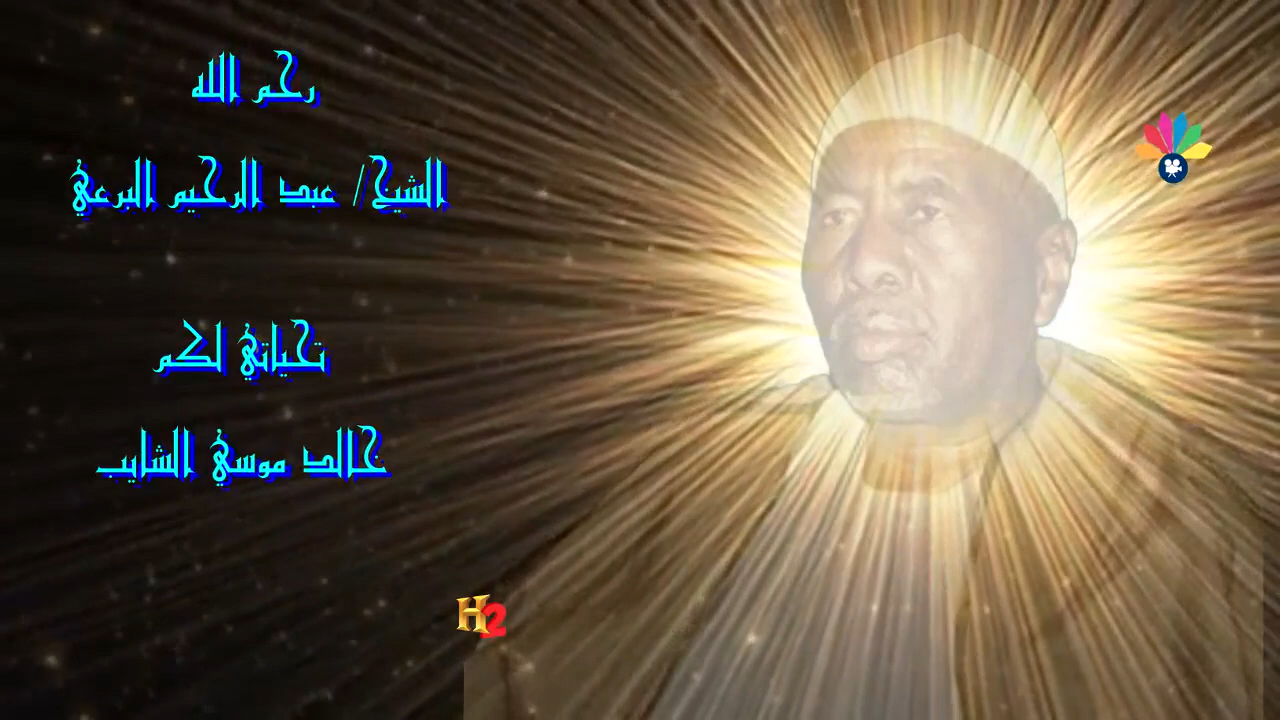 رحم الله
الشيخ/ عبد الرحيم البرعي
تحياتي لكم
خالد موسى الشايب
H2